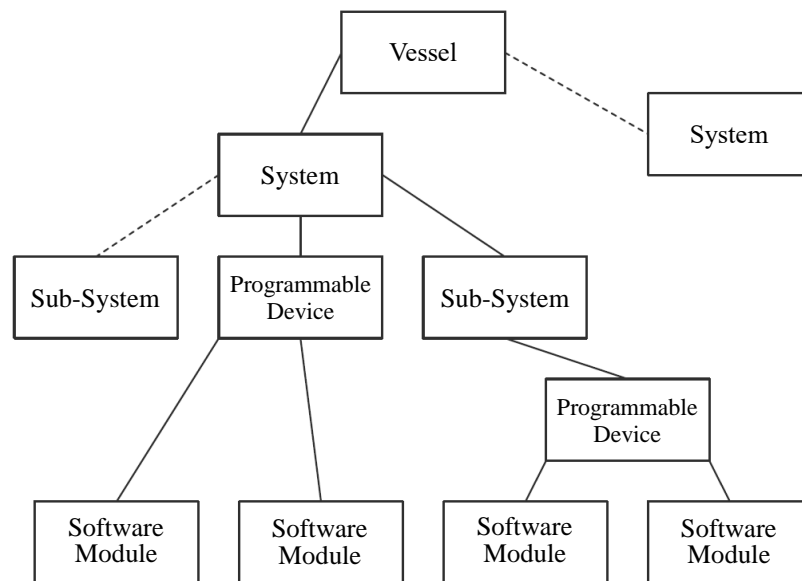 Vessel
System
System
Sub-System
Programmable
Device
Sub-System
Programmable
Device
Software
Module
Software
Module
Software
Module
Software
Module